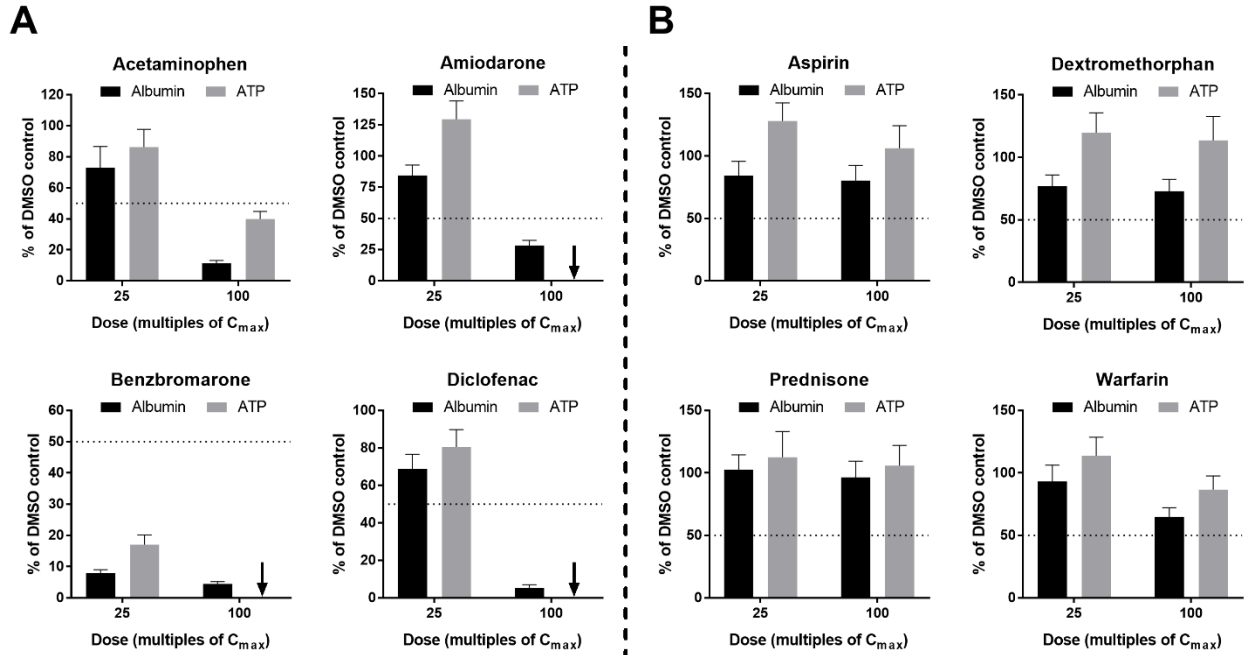 A
Acetaminophen
Albumin ATP
% of DMSO control
120
100
80
60
40
20
0
25 100
Dose (multiples of Cmax)
Amiodarone
Albumin ATP
% of DMSO control
150
125
100
75
50
25
0
25 100
Dose (multiples of Cmax)
Benzbromarone
Albumin ATP
% of DMSO control
60
50
40
30
20
10
0
25 100
Dose (multiples of Cmax)
Diclofenac
Albumin ATP
% of DMSO control
100
80
60
40
20
0
25 100
Dose (multiples of Cmax)
B
Aspirin
Albumin ATP
% of DMSO control
150
100
50
0
25 100
Dose (multiples of Cmax)
Dextromethorphan
Albumin ATP
% of DMSO control
150
100
50
0
25 100
Dose (multiples of Cmax)
Prednisone
Albumin ATP
% of DMSO control
150
100
50
0
25 100
Dose (multiples of Cmax)
Warfarin
Albumin ATP
% of DMSO control
150
100
50
0
25 100
Dose (multiples of Cmax)